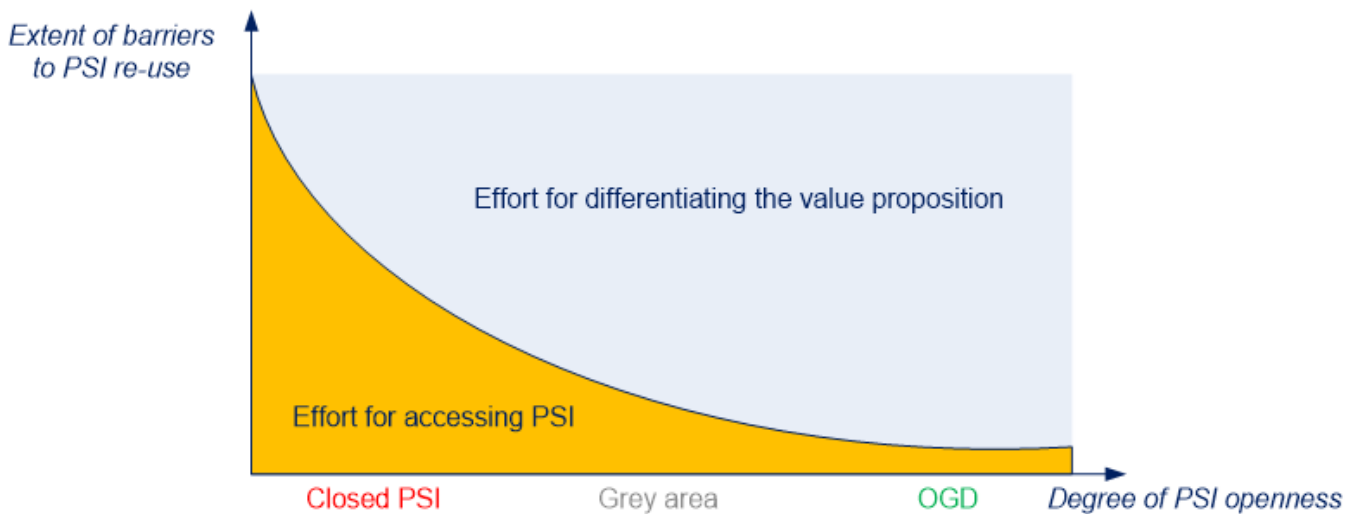 Extent of barriers
to PSI re-use
Effort for differentiating the value proposition
Effort for accessing PSI
Closed PSI
Grey area
OGD
Degree of PSI openness